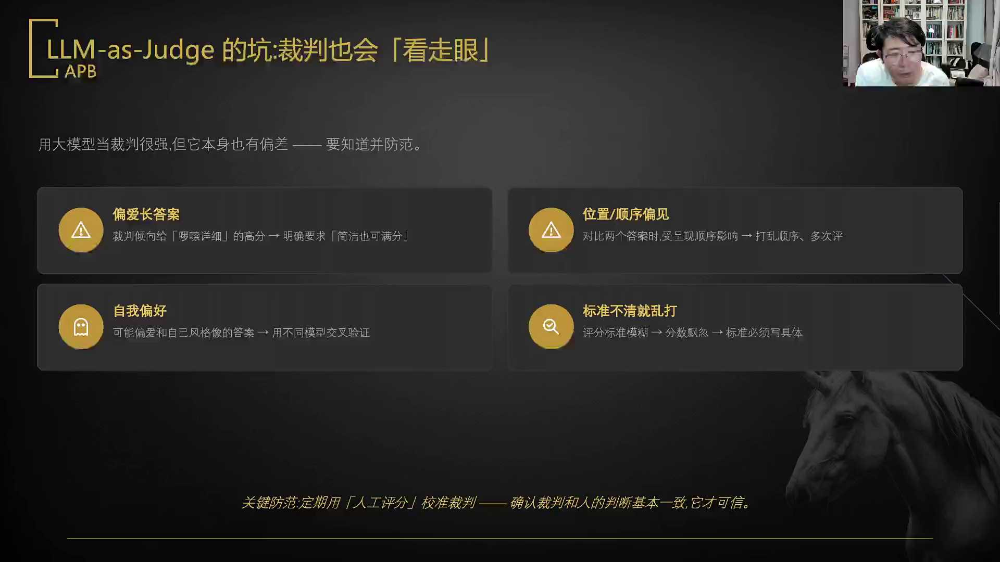 LLM-as-Judge 的坑:裁判也会「看走眼」
APB
用大模型当裁判很强,但它本身也有偏差 —— 要知道并防范。
偏爱长答案
裁判倾向给「啰嗦详细」的高分 → 明确要求「简洁也可满分」
位置/顺序偏见
对比两个答案时,受呈现顺序影响 → 打乱顺序、多次评
自我偏好
可能偏爱和自己风格像的答案 → 用不同模型交叉验证
标准不清就乱打
评分标准模糊 → 分数飘忽 → 标准必须写具体
关键防范:定期用「人工评分」校准裁判 —— 确认裁判和人的判断基本一致,它才可信。